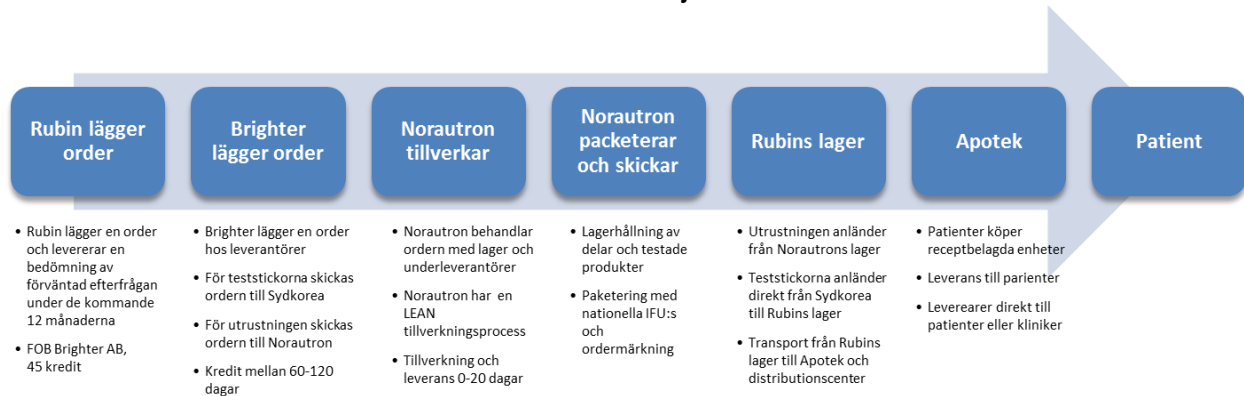 Rubin lägger
order
Brighter
lägger order
Norautron
tillverkar
Norautron
packeterar
och skickar
Rubins lager
Apotek
Patient
• Rubin lägger en order
och levererar en
bedömning av
förväntad efterfrågan
under de kommande
12 månaderna
• FOB Brighter AB,
45 kredit
• Brighter lägger en order
hos leverantörer
• För teststickorna skickas
ordern till Sydkorea
• För utrustningen skickas
ordern till Norautron
• Kredit mellan 60-120
dagar
• Norautron behandlar
ordern med lager och
underleverantörer
• Norautron har en
LEAN
tillverkningsprocess
• Tillverkning och
leverans 0-20 dagar
• Lagerhållning av
delar och testade
produkter
• Paketering med
nationella IFU:s
och
ordermärkning
• Utrustningen anländer
från Norautrons lager
• Teststickorna anländer
direkt från Sydkorea
till Rubins lager
• Transport från Rubins
lager till Apotek och
distributionscenter
• Patienter köper
receptbelagda enheter
• Leverans till parienter
• Leverearer direkt till
patienter eller kliniker